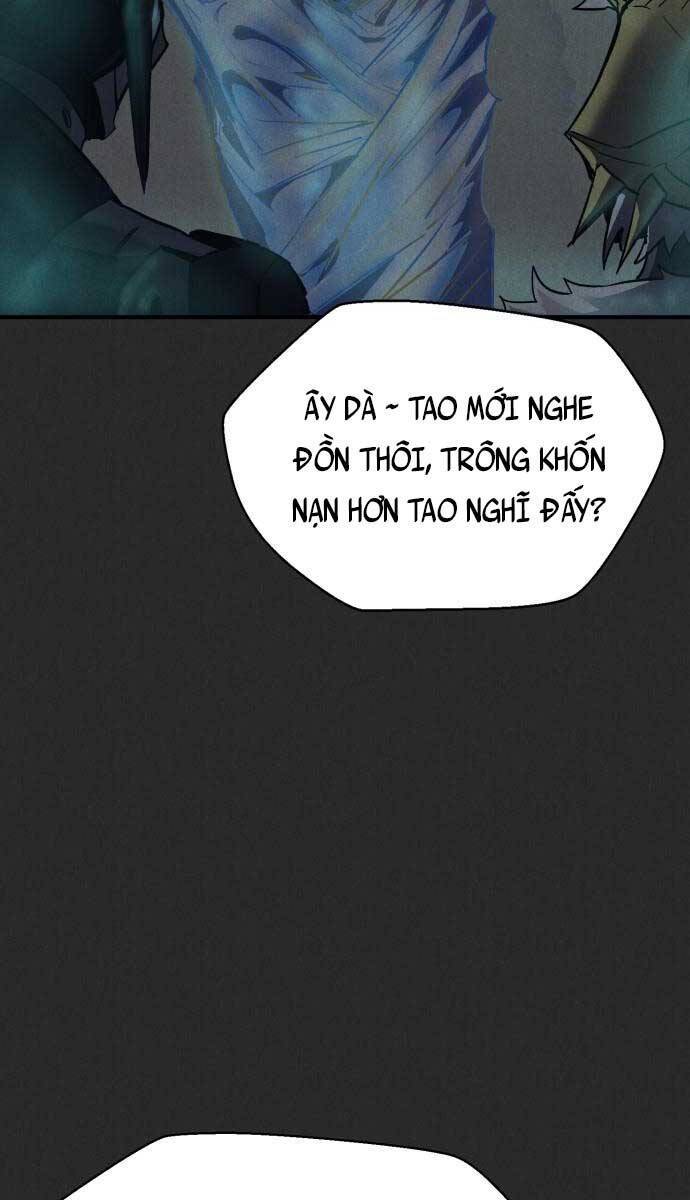 ÂY DÀ ~ TAO MỚI NGHE
ĐỒN THÔI, TRÔNG KHỐN
NẠN HƠN TAO NGHĨ ĐẤY?